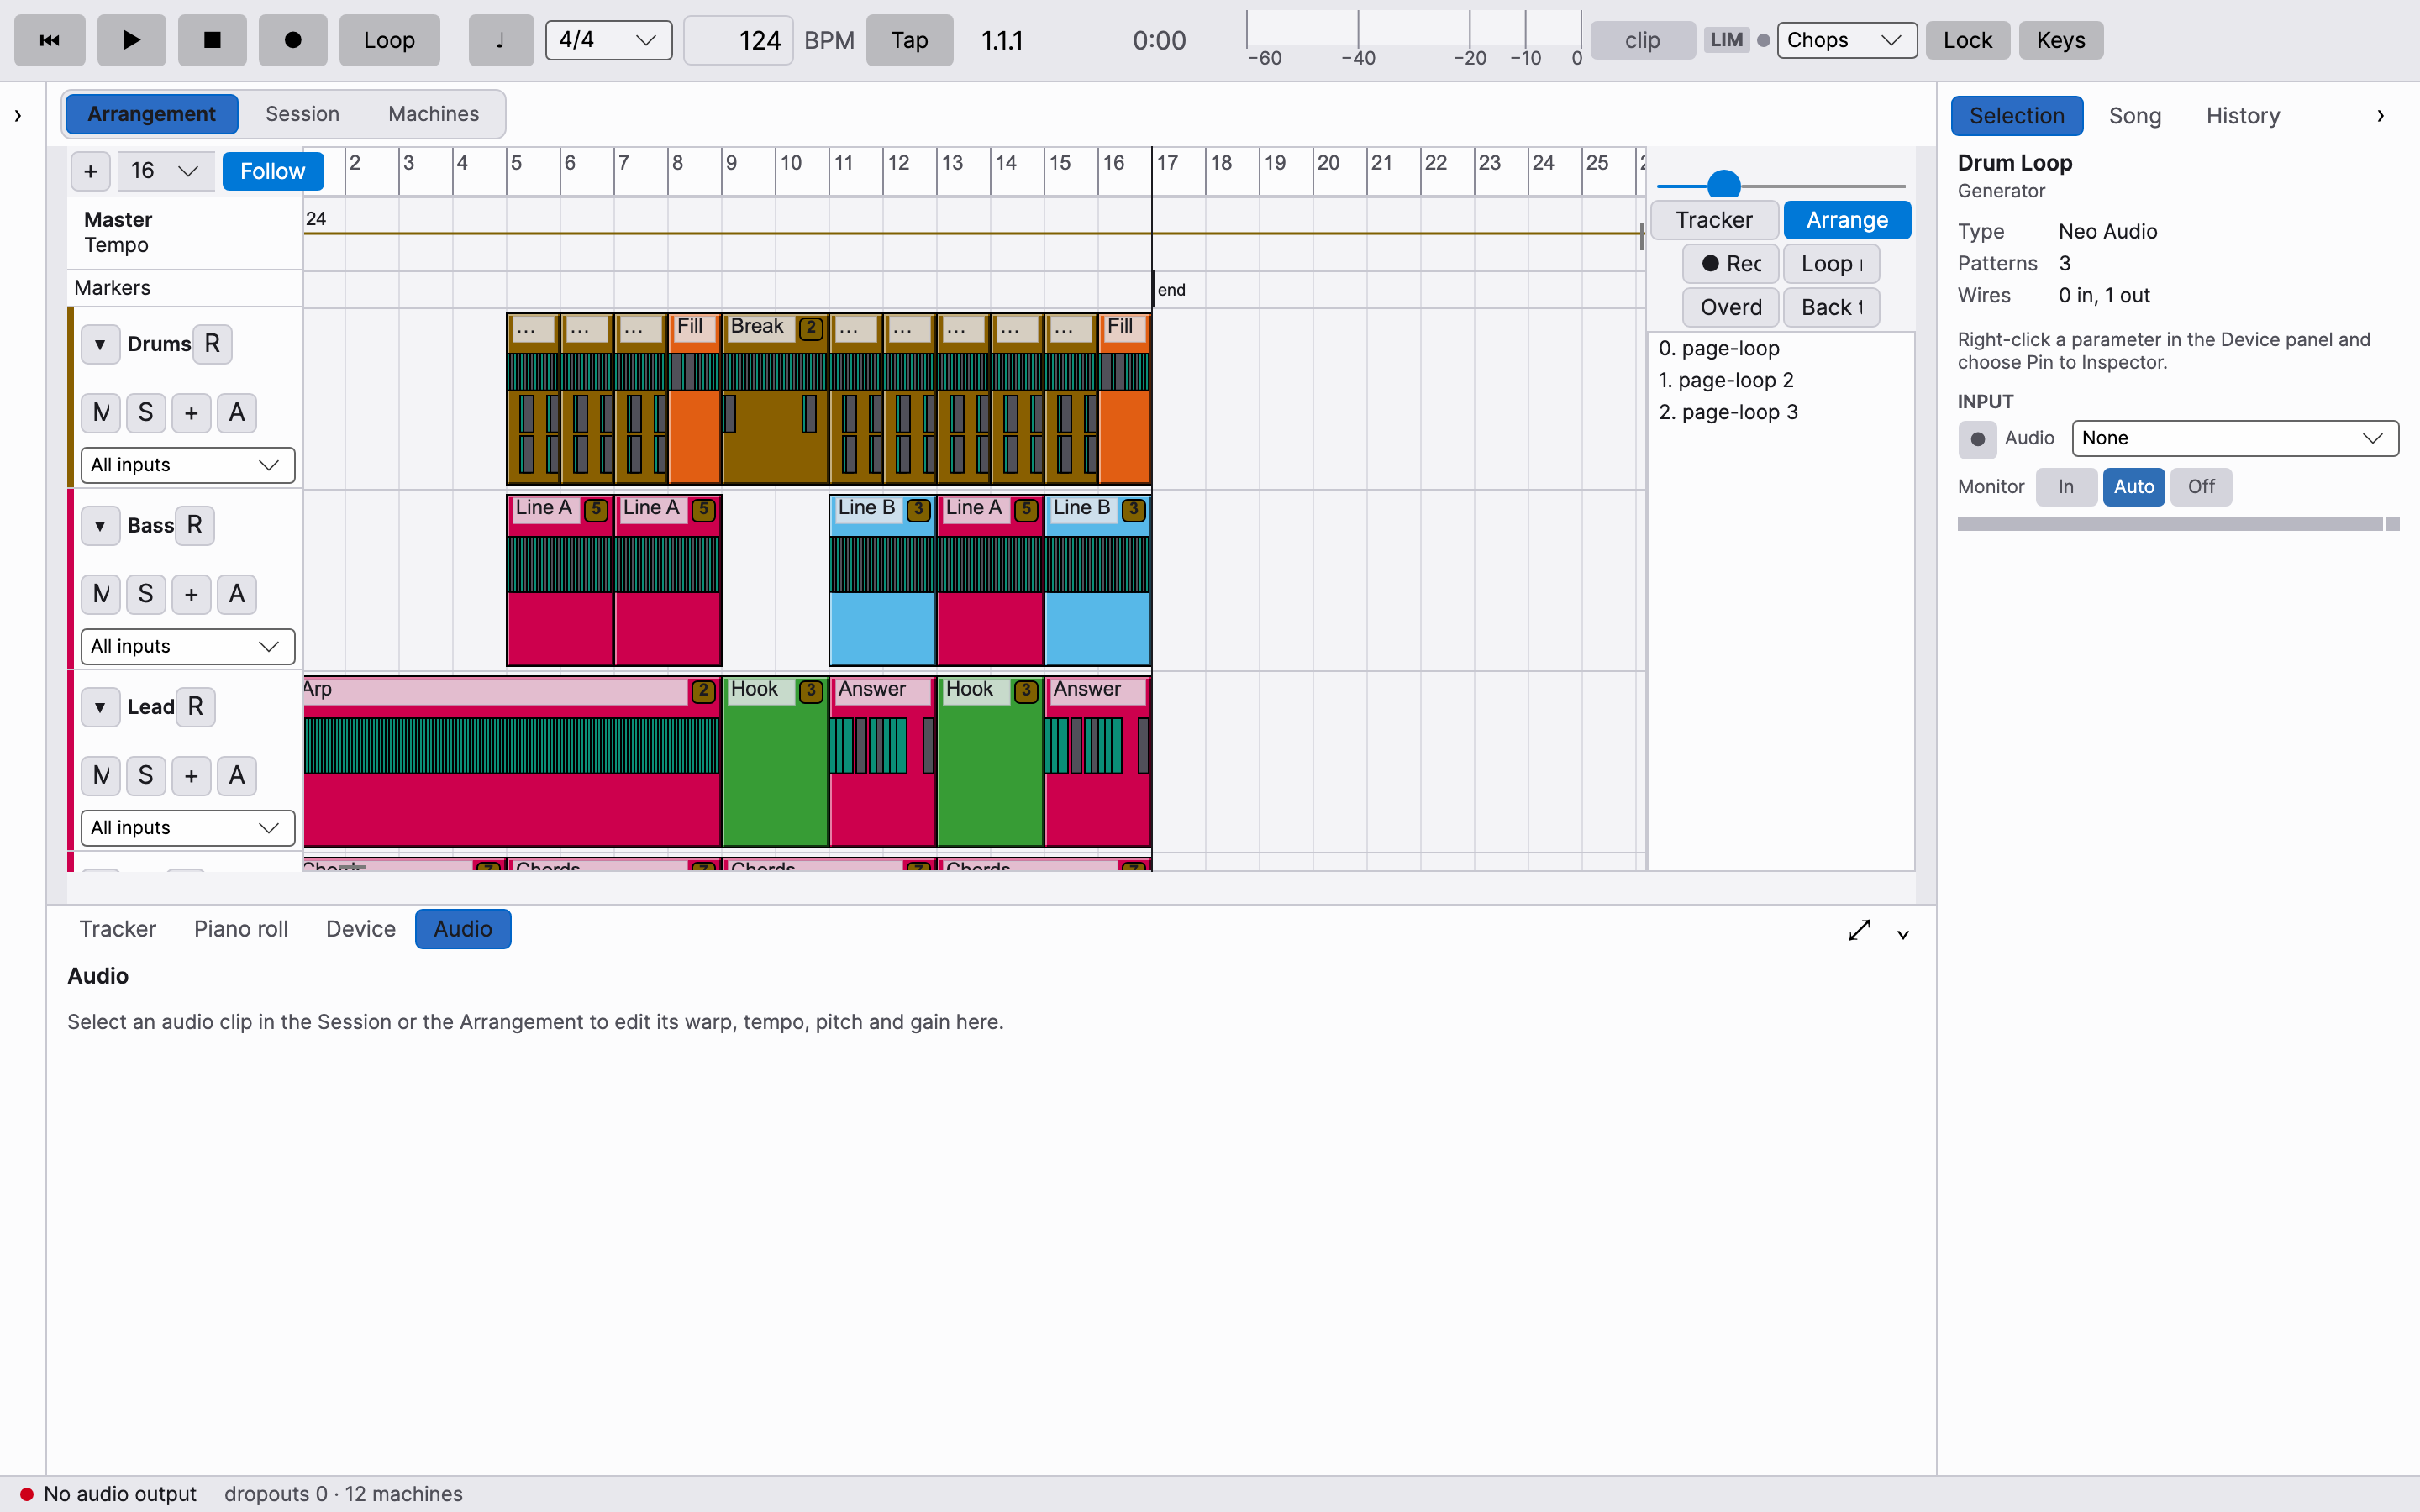 Loop
4/4
124 BPM
Tap
1.1.1
0:00
−60 −40 −20 −10 0
clip
LIM
Chops
Lock
Keys
Arrangement Session Machines
Selection Song History
+ 16 Follow
2 3 4 5 6 7 8 9 10 11 12 13 14 15 16 17 18 19 20 21 22 23 24 25
Master
Tempo
24
Tracker Arrange
Markers
end
Rec Loop
Overd Back t
Drums R
... ... ... Fill Break 2 ... ... ... ... ... Fill
M S + A
All inputs
0. page-loop
1. page-loop 2
2. page-loop 3
Bass R
Line A 5 Line A 5 Line B 3 Line A 5 Line B 3
M S + A
All inputs
Lead R
Arp 2 Hook 3 Answer Hook 3 Answer
M S + A
All inputs
Chords 7 Chords 7 Chords 7 Chords 7
Drum Loop
Generator
Type Neo Audio
Patterns 3
Wires 0 in, 1 out
Right-click a parameter in the Device panel and
choose Pin to Inspector.
INPUT
Audio None
Monitor In Auto Off
Tracker Piano roll Device Audio
Audio
Select an audio clip in the Session or the Arrangement to edit its warp, tempo, pitch and gain here.
No audio output dropouts 0 · 12 machines